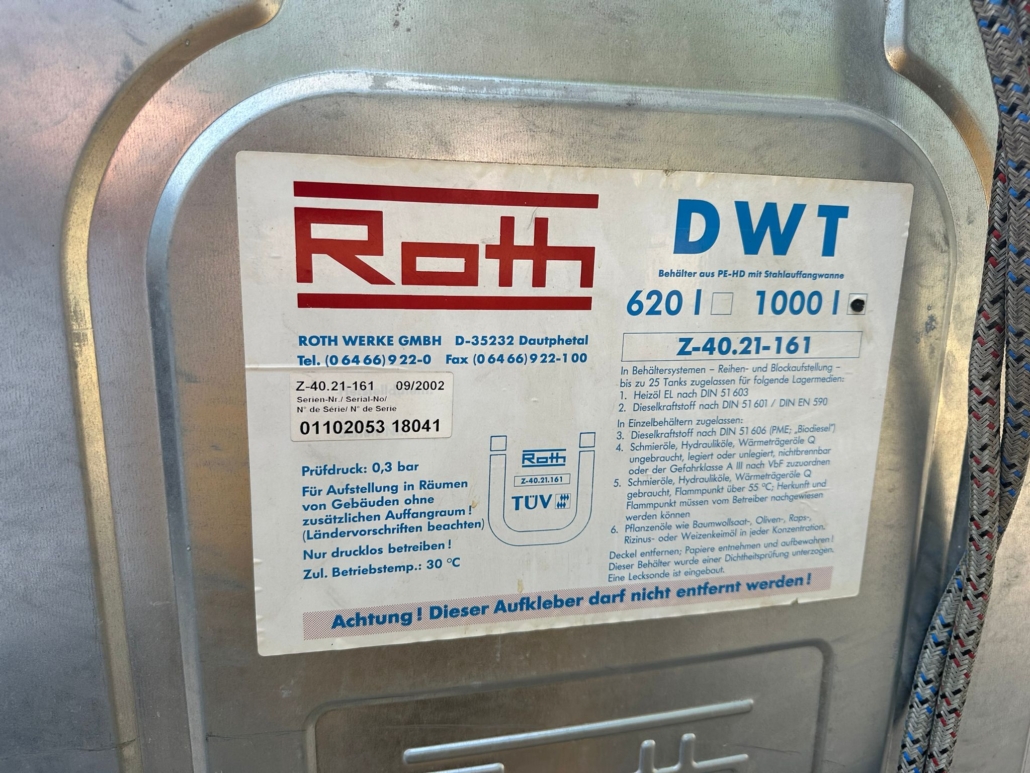 Roth
DWT
Behälter aus PE-HD mit Stahlauffangwanne
620 l 1000 l
ROTH WERKE GMBH D-35232 Dautphetal
Tel. (0 64 66) 9 22-0 Fax (0 64 66) 9 22-1 00
Z-40.21-161
Z-40.21-161 09/2002
Serien-Nr./ Serial-No/
N° de Série/ N° de Serie
01102053 18041
Prüfdruck: 0,3 bar
Für Aufstellung in Räumen
von Gebäuden ohne
zusätzlichen Auffangraum!
(Ländervorschriften beachten)
Nur drucklos betreiben!
Zul. Betriebstemp.: 30 °C
Roth
Z-40.21.161
TÜV
In Behältersystemen – Reihen- und Blockaufstellung –
bis zu 25 Tanks zugelassen für folgende Lagermedien:
1. Heizöl EL nach DIN 51 603
2. Dieselkraftstoff nach DIN 51 601 / DIN EN 590
In Einzelbehältern zugelassen:
3. Dieselkraftstoff nach DIN 51 606 (PME; „Biodiesel")
4. Schmieröle, Hydrauliköle, Wärmeträgeröle Q
ungebraucht, legiert oder unlegiert, nichtbrennbar
oder der Gefahrklasse A III nach VbF zuzuordnen
5. Schmieröle, Hydrauliköle, Wärmeträgeröle Q
gebraucht, Flammpunkt über 55 °C; Herkunft und
Flammpunkt müssen vom Betreiber nachgewiesen
werden können
6. Pflanzenöle wie Baumwollsaat-, Oliven-, Raps-,
Rizinus- oder Weizenkeimöl in jeder Konzentration.
Deckel entfernen; Papiere entnehmen und aufbewahren!
Dieser Behälter wurde einer Dichtheitsprüfung unterzogen.
Eine Lecksonde ist eingebaut.
Achtung! Dieser Aufkleber darf nicht entfernt werden!